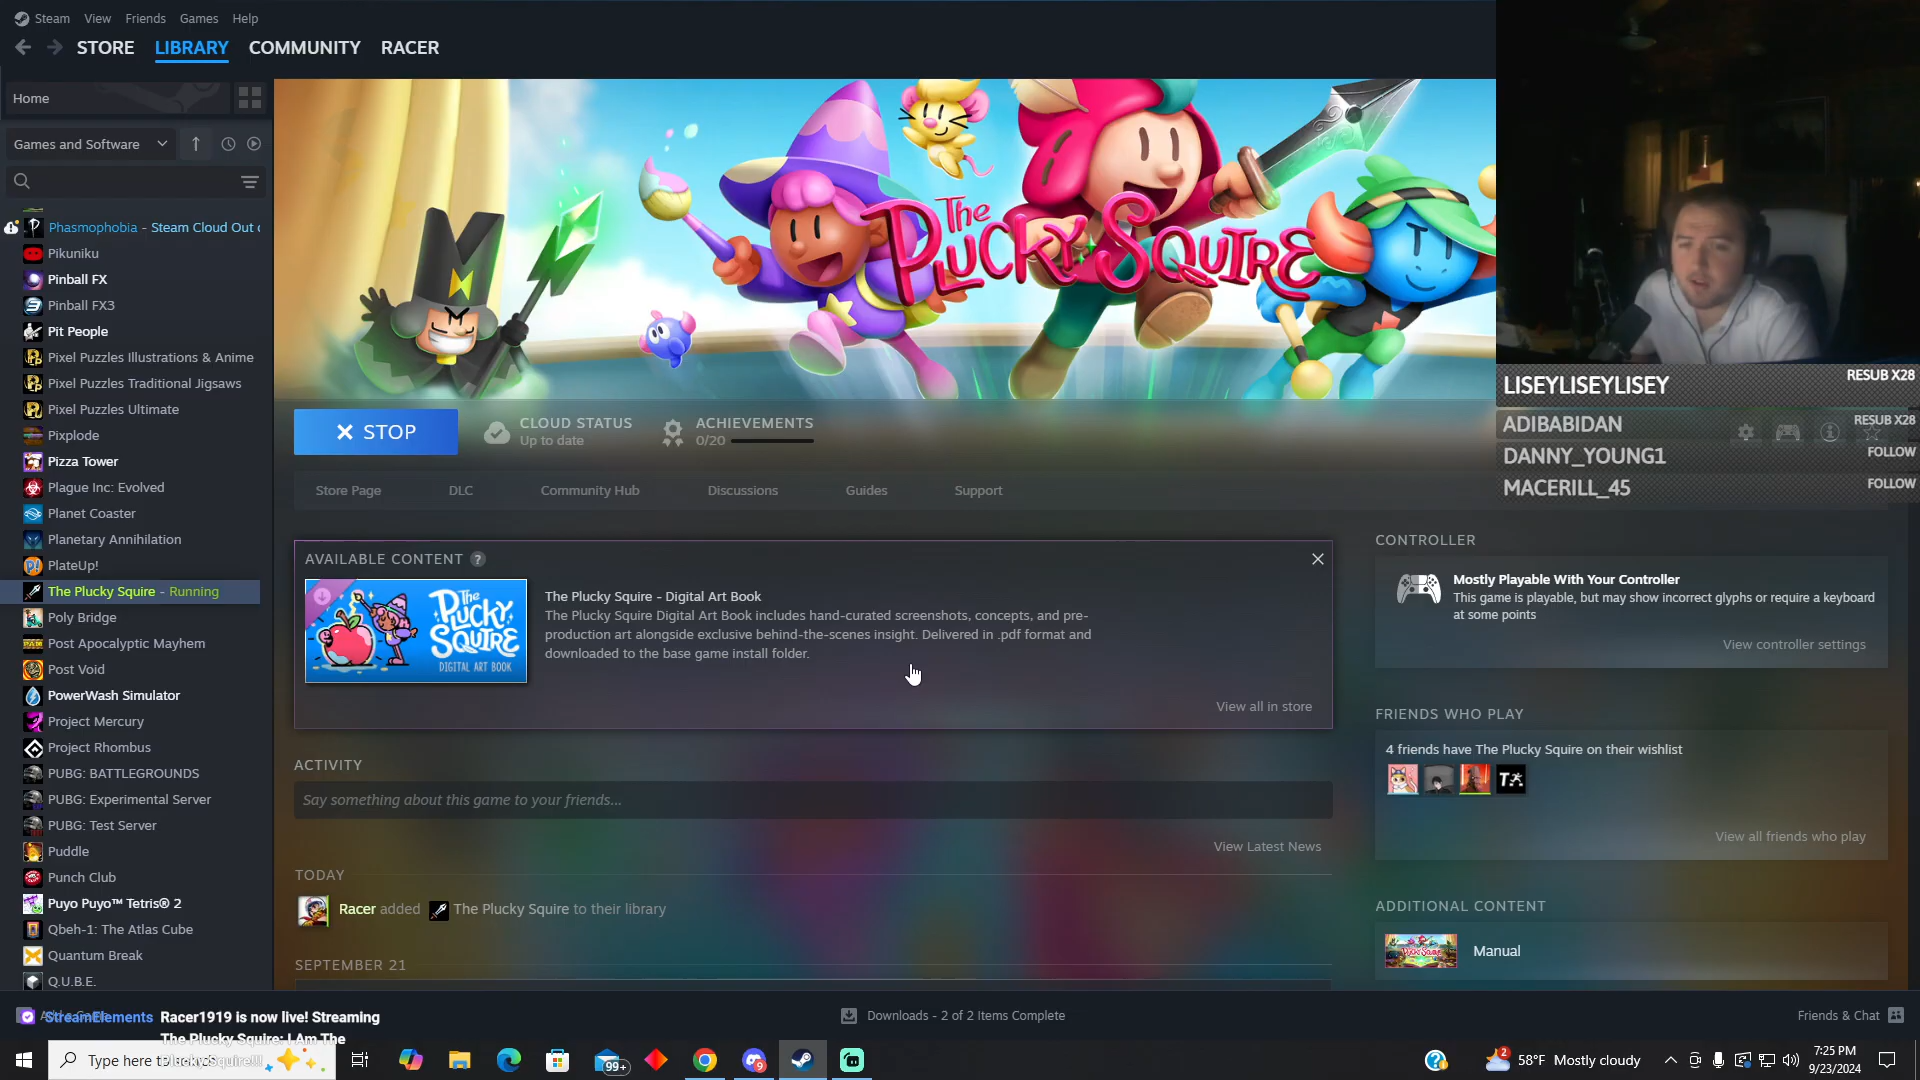 Steam View Friends Games Help
STORE LIBRARY COMMUNITY RACER
Home
Games and Software
Phasmophobia - Steam Cloud Out
Pikuniku
Pinball FX
Pinball FX3
Pit People
Pixel Puzzles Illustrations & Anime
Pixel Puzzles Traditional Jigsaws
Pixel Puzzles Ultimate
Pixplode
Pizza Tower
Plague Inc: Evolved
Planet Coaster
Planetary Annihilation
PlateUp!
The Plucky Squire - Running
Poly Bridge
Post Apocalyptic Mayhem
Post Void
PowerWash Simulator
Project Mercury
Project Rhombus
PUBG: BATTLEGROUNDS
PUBG: Experimental Server
PUBG: Test Server
Puddle
Punch Club
Puyo Puyo™ Tetris® 2
Qbeh-1: The Atlas Cube
Quantum Break
Q.U.B.E.
The
PLUCKY SQUIRE
STOP
CLOUD STATUS
Up to date
ACHIEVEMENTS
0/20
Store Page DLC Community Hub Discussions Guides Support
AVAILABLE CONTENT ?
THE
PLUCKY
SQUIRE
DIGITAL ART BOOK
The Plucky Squire - Digital Art Book
The Plucky Squire Digital Art Book includes hand-curated screenshots, concepts, and pre-
production art alongside exclusive behind-the-scenes insight. Delivered in .pdf format and
downloaded to the base game install folder.
View all in store
ACTIVITY
Say something about this game to your friends...
View Latest News
TODAY
Racer added The Plucky Squire to their library
SEPTEMBER 21
LISEYLISEYLISEY RESUB X28
ADIBABIDAN RESUB X28
DANNY_YOUNG1 FOLLOW
MACERILL_45 FOLLOW
CONTROLLER
Mostly Playable With Your Controller
This game is playable, but may show incorrect glyphs or require a keyboard
at some points
View controller settings
FRIENDS WHO PLAY
4 friends have The Plucky Squire on their wishlist
View all friends who play
ADDITIONAL CONTENT
Manual
StreamElements Racer1919 is now live! Streaming
The Plucky Squire: I Am The
Plucky Squire!!!
Downloads - 2 of 2 Items Complete
Friends & Chat
Type here to
99+
9
2
58°F Mostly cloudy
7:25 PM
9/23/2024